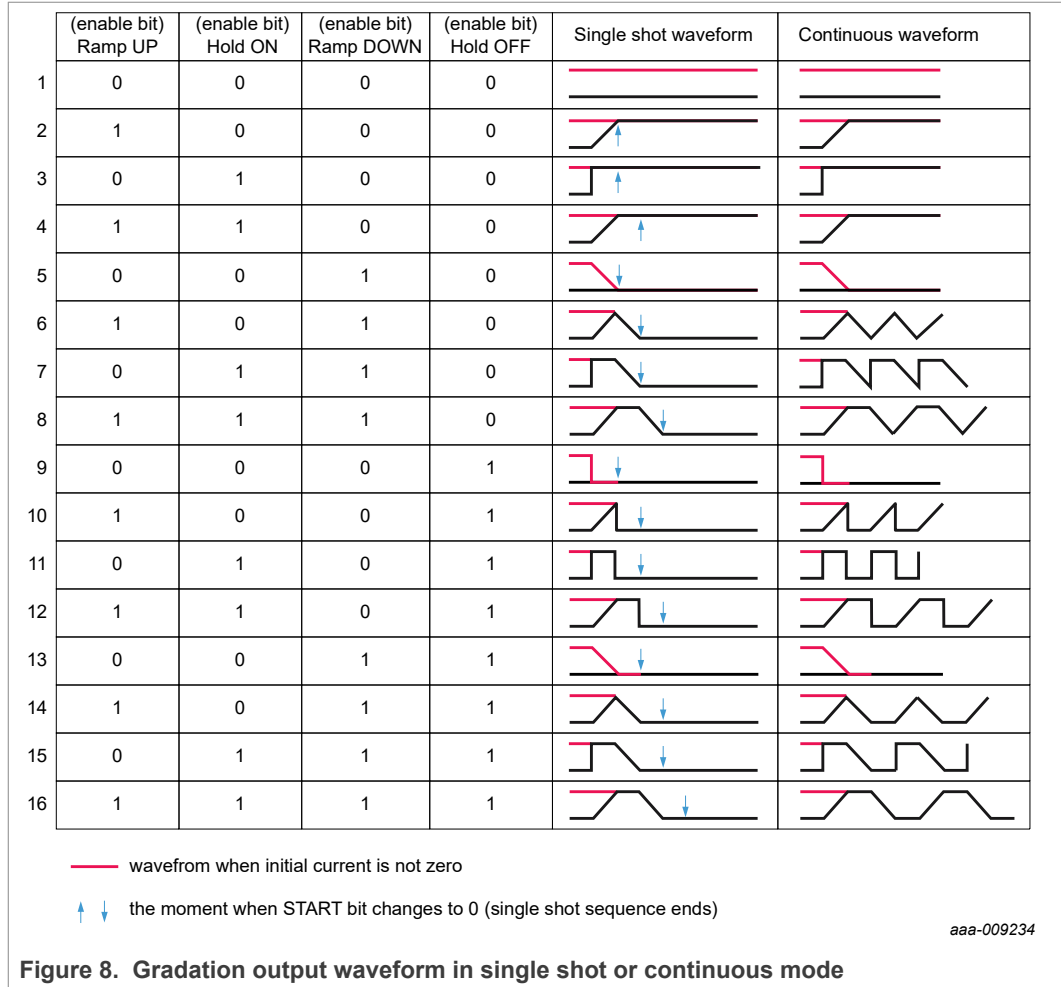 (enable bit) Ramp UP (enable bit) Hold ON (enable bit) Ramp DOWN (enable bit) Hold OFF Single shot waveform Continuous waveform
1 0 0 0 0
2 1 0 0 0
3 0 1 0 0
4 1 1 0 0
5 0 0 1 0
6 1 0 1 0
7 0 1 1 0
8 1 1 1 0
9 0 0 0 1
10 1 0 0 1
11 0 1 0 1
12 1 1 0 1
13 0 0 1 1
14 1 0 1 1
15 0 1 1 1
16 1 1 1 1
wavefrom when initial current is not zero
the moment when START bit changes to 0 (single shot sequence ends)
aaa-009234
Figure 8. Gradation output waveform in single shot or continuous mode